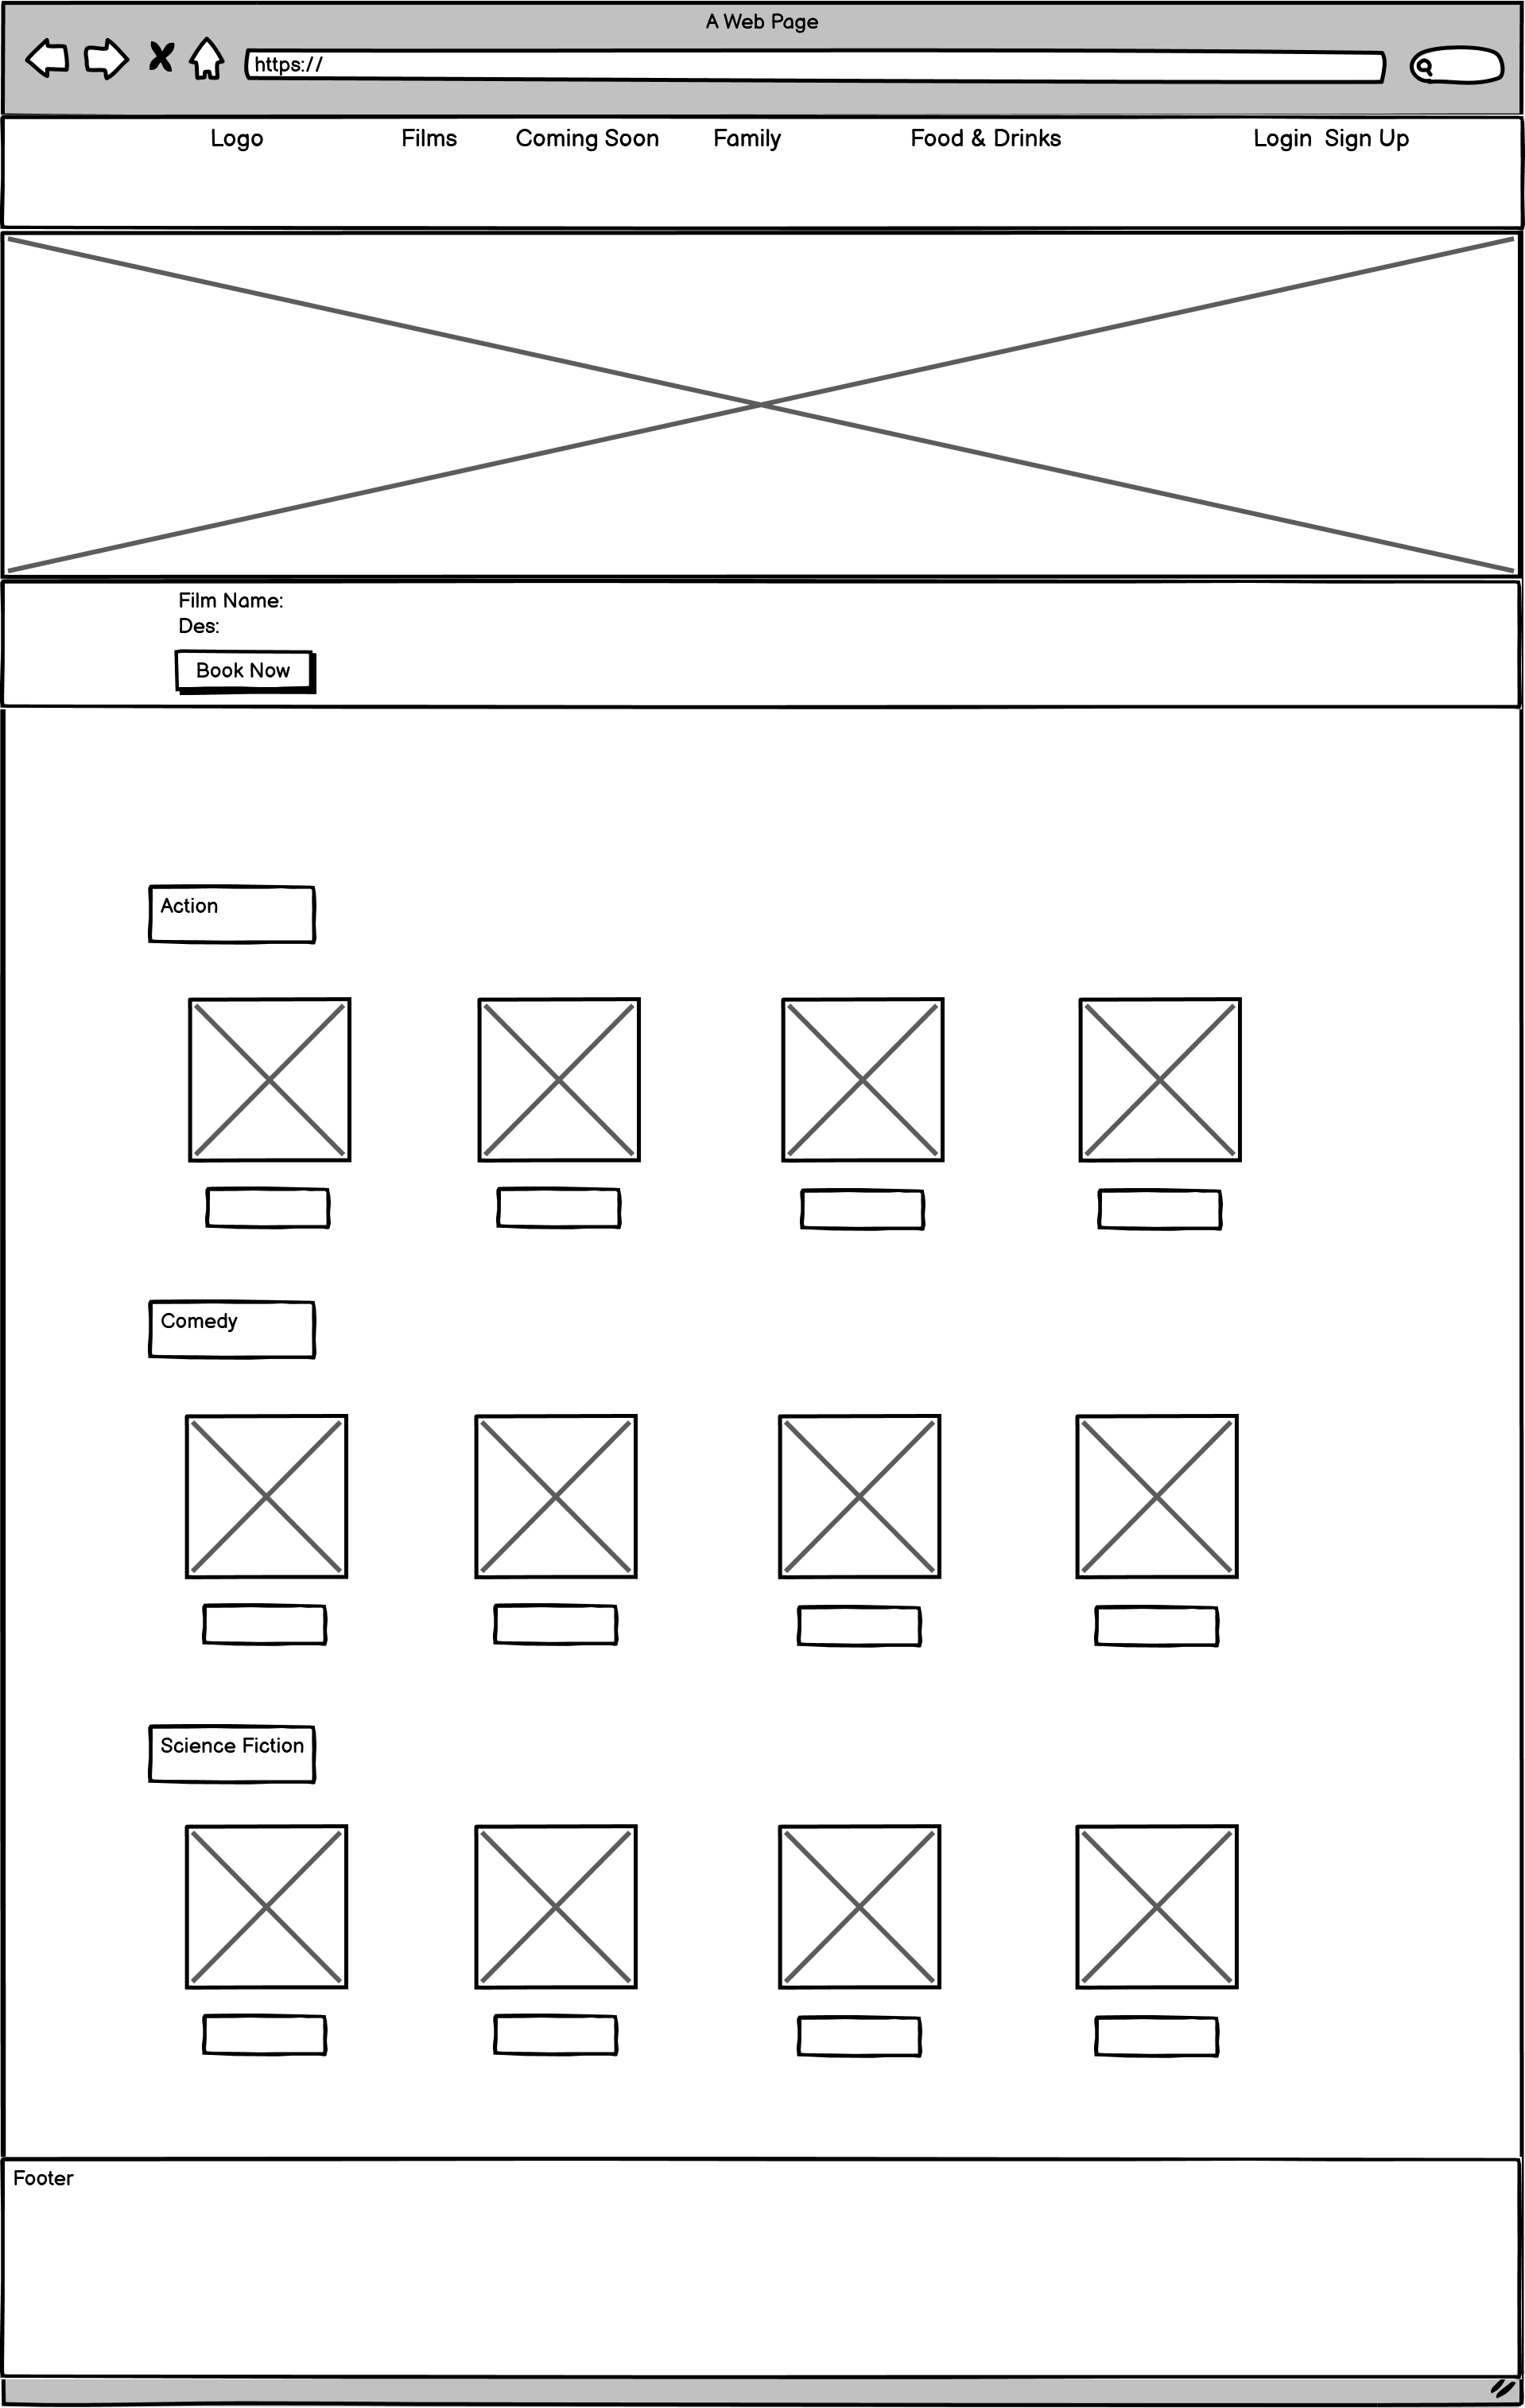 A Web Page
https://
Logo Films Coming Soon Family Food & Drinks Login Sign Up
Film Name:
Des:
Book Now
Action
Comedy
Science Fiction
Footer